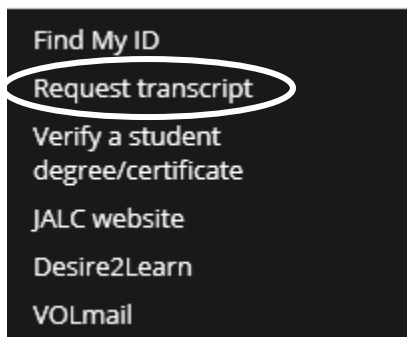 Find My ID
Request transcript
Verify a student
degree/certificate
JALC website
Desire2Learn
VOLmail